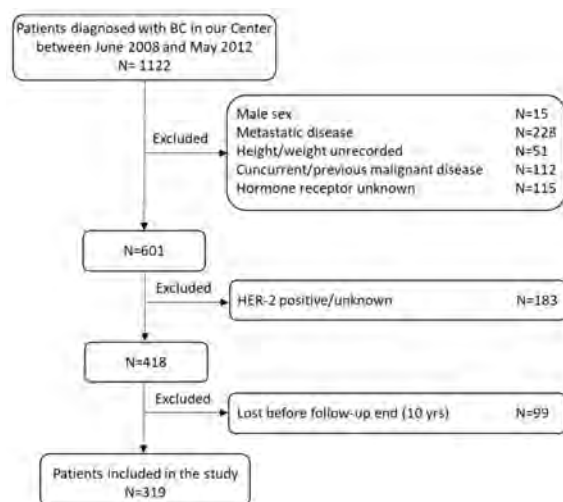 Patients diagnosed with BC in our Center
between June 2008 and May 2012
N= 1122
Excluded
Male sex N=15
Metastatic disease N=228
Height/weight unrecorded N=51
Cuncurrent/previous malignant disease N=112
Hormone receptor unknown N=115
N=601
Excluded
HER-2 positive/unknown N=183
N=418
Excluded
Lost before follow-up end (10 yrs) N=99
Patients included in the study
N=319